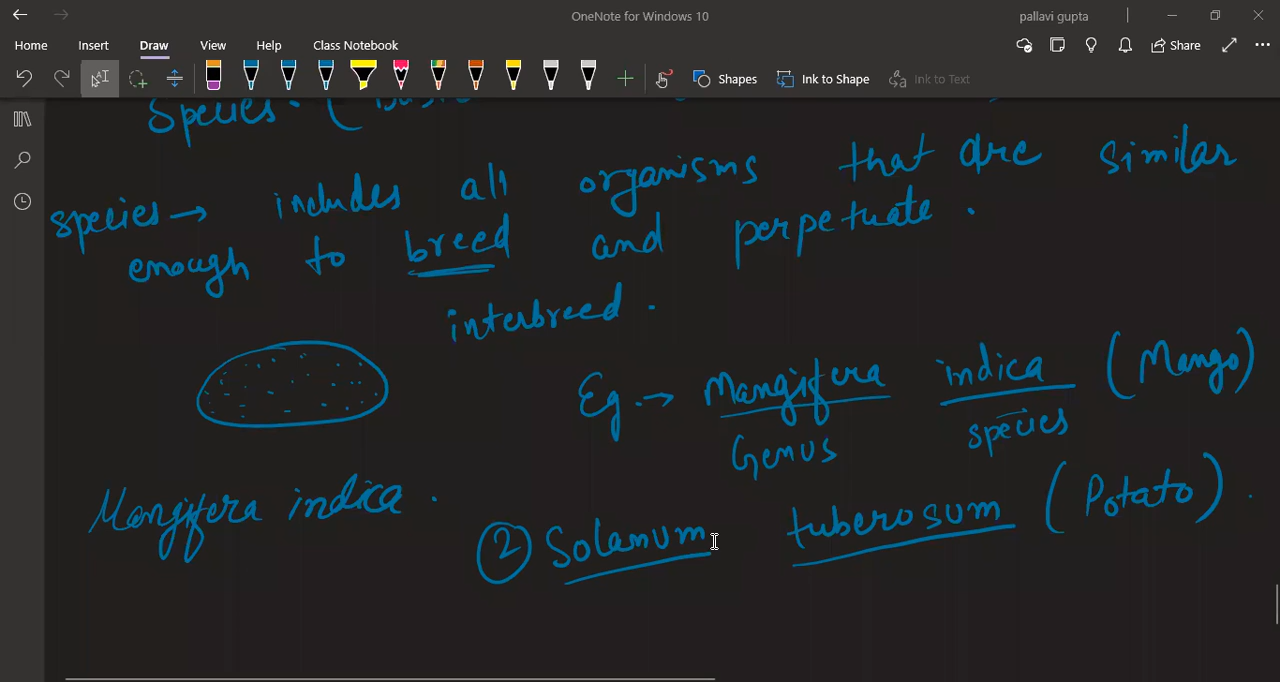 OneNote for Windows 10
pallavi gupta
Home Insert Draw View Help Class Notebook
Share
Shapes Ink to Shape Ink to Text
Species. (
species → includes all organisms that are similar
enough to breed and perpetuate.
interbreed.
Eg. → Mangifera indica (Mango)
Genus species
Mangifera indica.
② Solanum tuberosum (Potato).